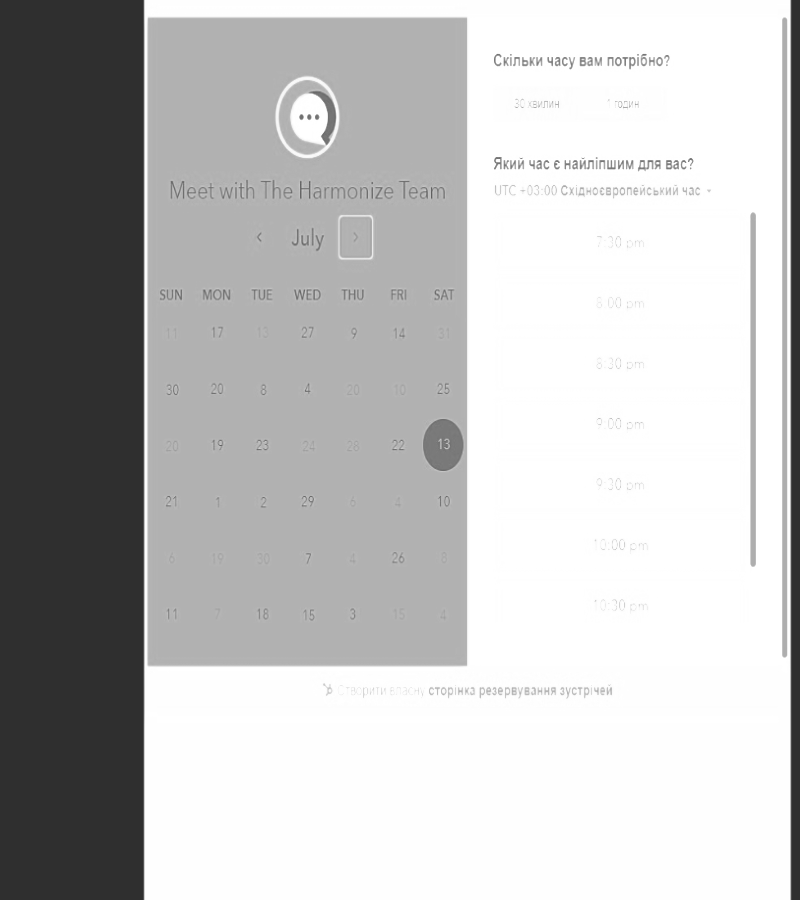 Meet with The Harmonize Team
July
SUN MON TUE WED THU FRI SAT
11 17 13 27 9 14 31
30 20 8 4 20 10 25
20 19 23 24 28 22 13
21 1 2 29 6 4 10
6 19 30 7 4 26 8
11 7 18 15 3 15 4
Скільки часу вам потрібно?
30 хвилин 1 годин
Який час є найліпшим для вас?
UTC +03:00 Східноєвропейський час
7:30 pm
8:00 pm
8:30 pm
9:00 pm
9:30 pm
10:00 pm
10:30 pm
Створити власну сторінка резервування зустрічей